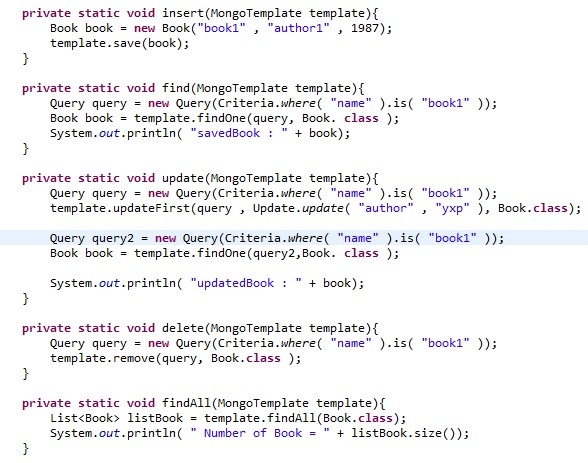 private static void insert(MongoTemplate template){
    Book book = new Book("book1" , "author1" , 1987);
    template.save(book);
}
private static void find(MongoTemplate template){
    Query query = new Query(Criteria.where( "name" ).is( "book1" ));
    Book book = template.findOne(query, Book. class );
    System.out.println( "savedBook : " + book);
}
private static void update(MongoTemplate template){
    Query query = new Query(Criteria.where( "name" ).is( "book1" ));
    template.updateFirst(query , Update.update( "author" , "yxp" ), Book.class);
    Query query2 = new Query(Criteria.where( "name" ).is( "book1" ));
    Book book = template.findOne(query2,Book. class );
    System.out.println( "updatedBook : " + book);
}
private static void delete(MongoTemplate template){
    Query query = new Query(Criteria.where( "name" ).is( "book1" ));
    template.remove(query, Book.class );
}
private static void findAll(MongoTemplate template){
    List<Book> listBook = template.findAll(Book.class);
    System.out.println( " Number of Book = " + listBook.size());
}